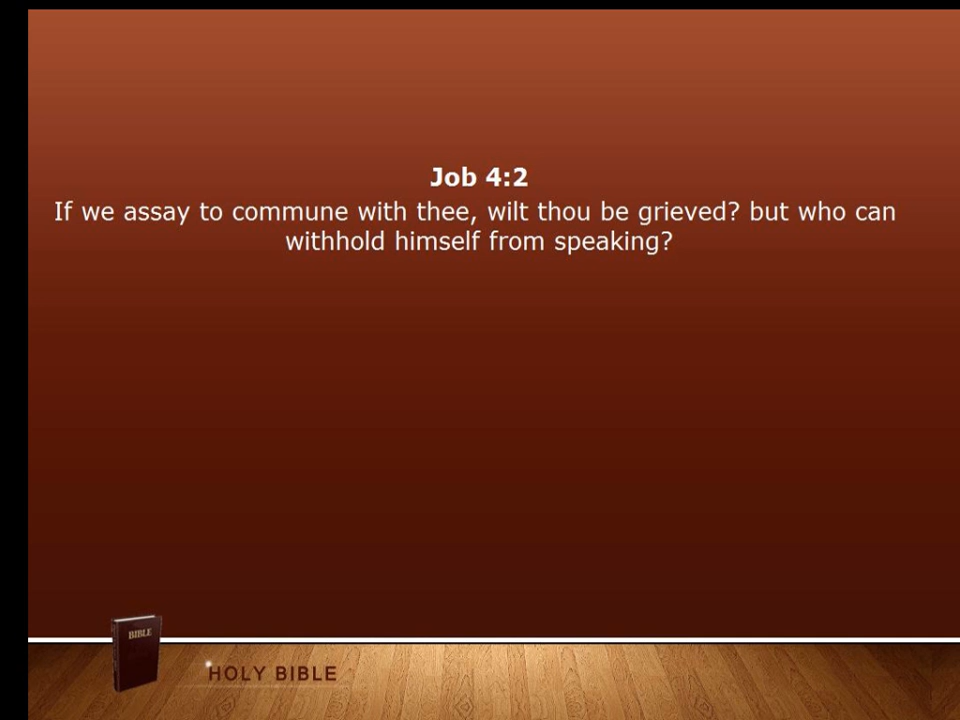 Job 4:2
If we assay to commune with thee, wilt thou be grieved? but who can
withhold himself from speaking?
BIBLE
HOLY BIBLE